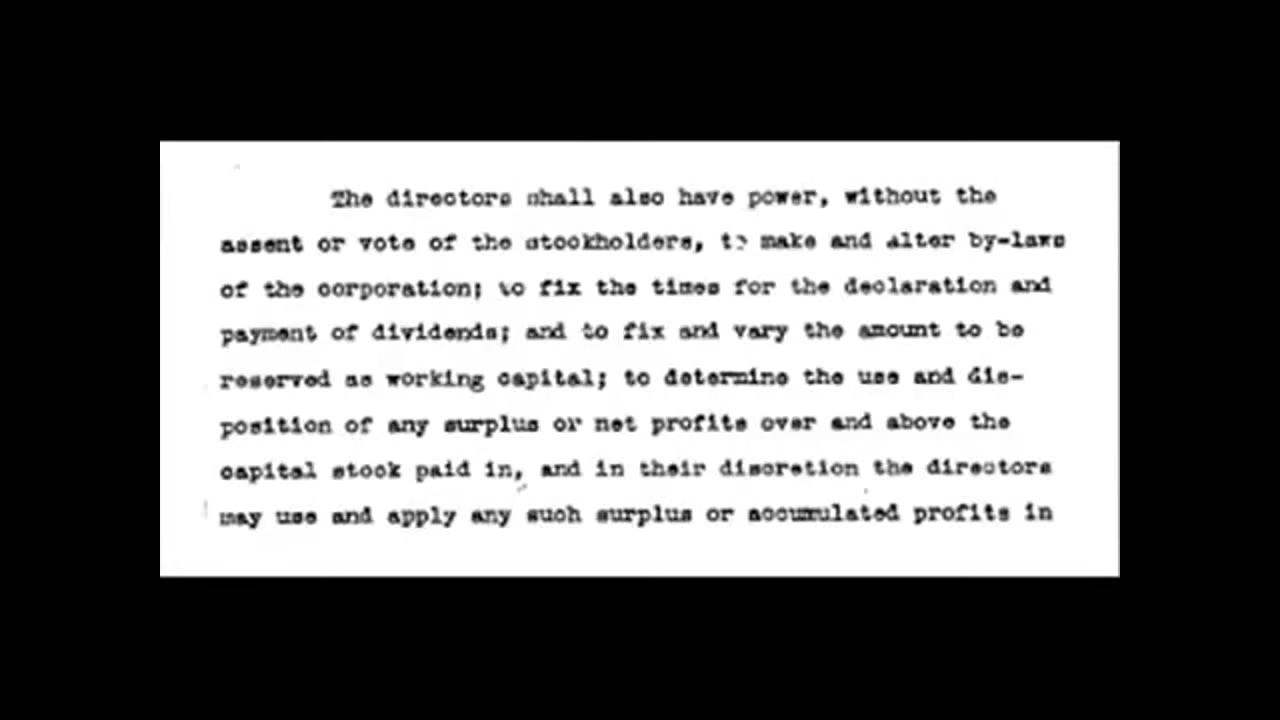 The directors shall also have power, without the
assent or vote of the stockholders, to make and alter by-laws
of the corporation; to fix the times for the declaration and
payment of dividends; and to fix and vary the amount to be
reserved as working capital; to determine the use and dis-
position of any surplus or net profits over and above the
capital stock paid in, and in their discretion the directors
may use and apply any such surplus or accumulated profits in